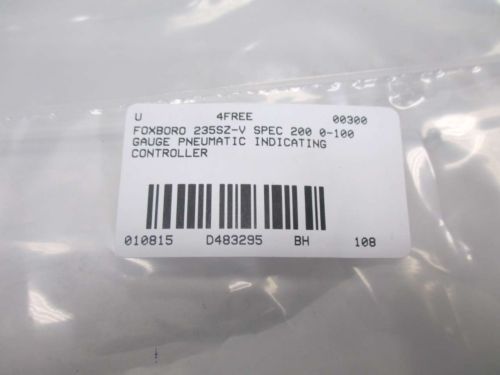 U 4FREE 00300
FOXBORO 235SZ-V SPEC 200 0-100
GAUGE PNEUMATIC INDICATING
CONTROLLER
010815 D483295 BH 108